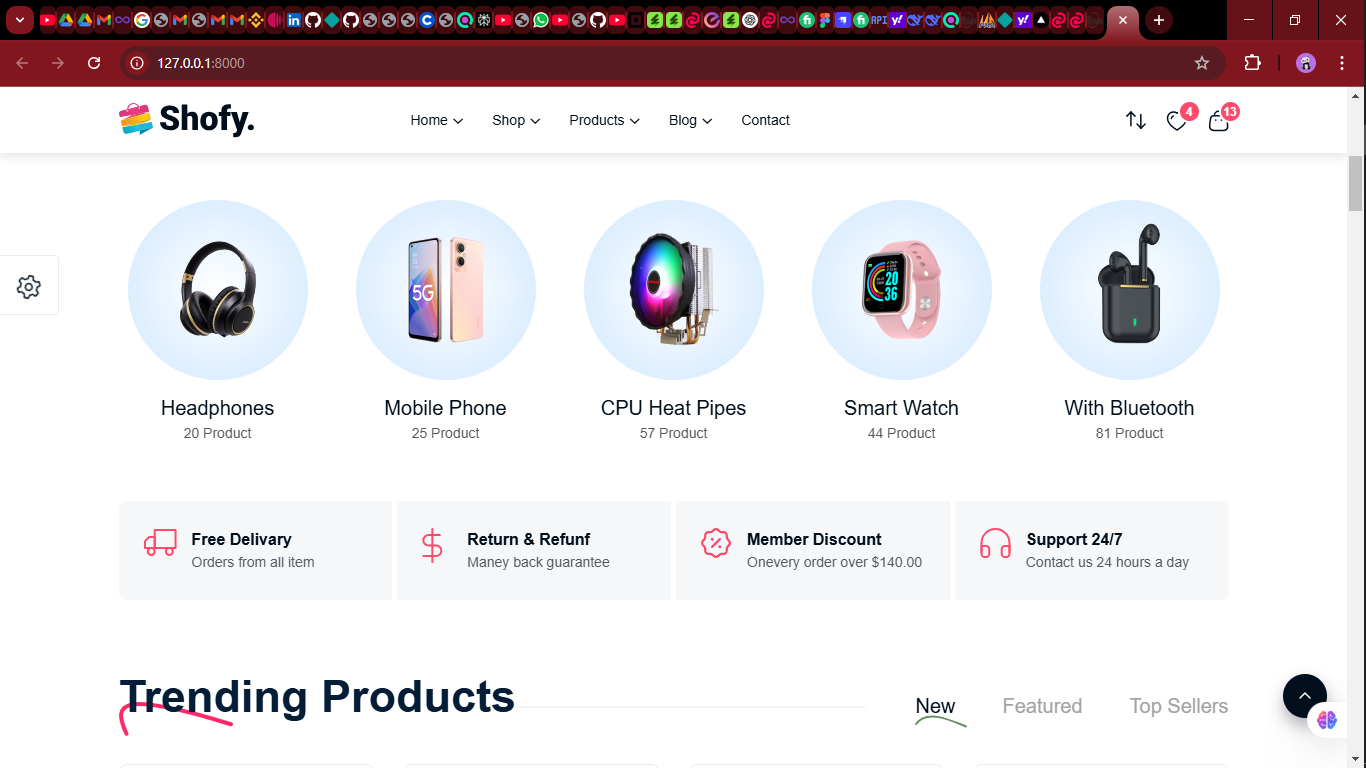 127.0.0.1:8000
Shofy.
Home Shop Products Blog Contact
4 13
5G
20
36
Headphones Mobile Phone CPU Heat Pipes Smart Watch With Bluetooth
20 Product 25 Product 57 Product 44 Product 81 Product
Free Delivary Return & Refunf Member Discount Support 24/7
Orders from all item Maney back guarantee Onevery order over $140.00 Contact us 24 hours a day
Trending Products
New Featured Top Sellers